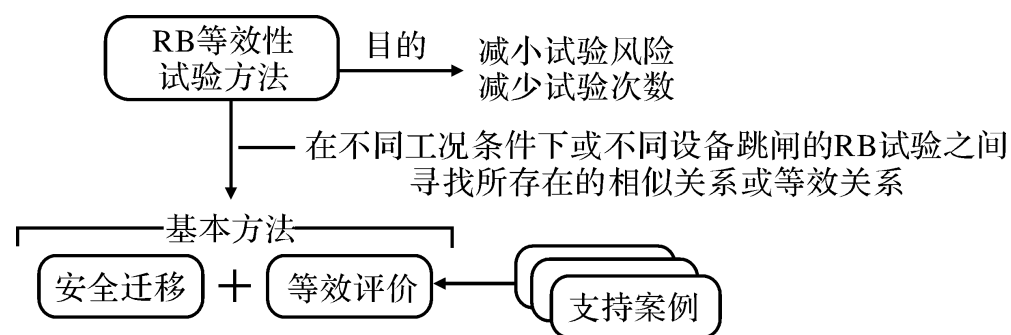 RB等效性
试验方法
目的
减小试验风险
减少试验次数
在不同工况条件下或不同设备跳闸的RB试验之间
寻找所存在的相似关系或等效关系
基本方法
安全迁移
+
等效评价
支持案例